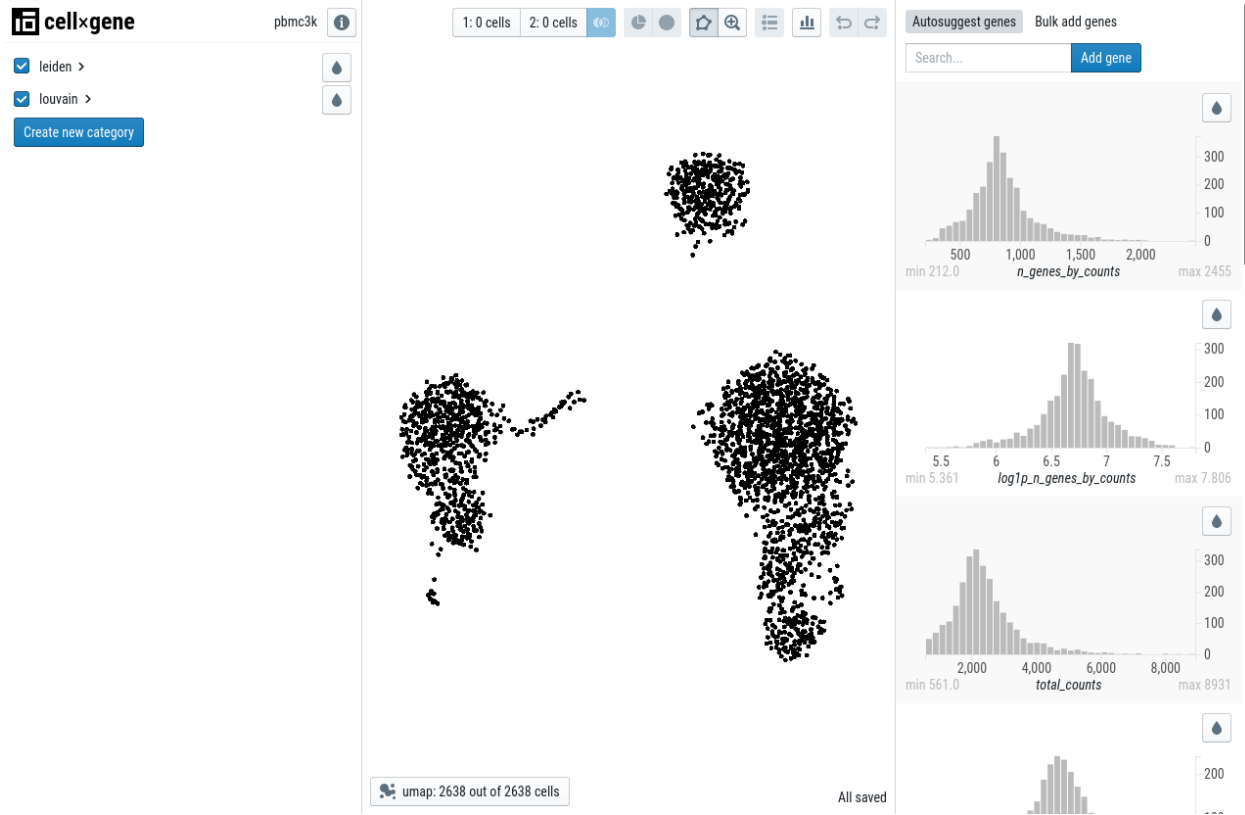 cell×gene
pbmc3k
leiden
louvain
Create new category
1: 0 cells
2: 0 cells
umap: 2638 out of 2638 cells
All saved
Autosuggest genes
Bulk add genes
Search...
Add gene
300
200
100
0
500 1,000 1,500 2,000
min 212.0 n_genes_by_counts max 2455
300
200
100
0
5.5 6 6.5 7 7.5
min 5.361 log1p_n_genes_by_counts max 7.806
300
200
100
0
2,000 4,000 6,000 8,000
min 561.0 total_counts max 8931
200